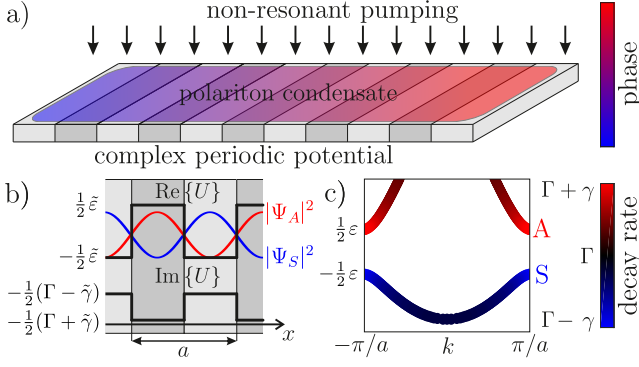 a)
non-resonant pumping
polariton condensate
complex periodic potential
phase
b)
Re{U}
½ε̃
-½ε̃
|Ψ_A|²
|Ψ_S|²
Im{U}
-½(Γ - γ̃)
-½(Γ + γ̃)
x
a
c)
½ε
-½ε
A
S
-π/a
k
π/a
Γ + γ
Γ
Γ - γ
decay rate